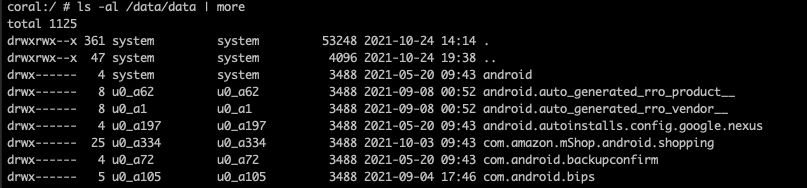 coral:/ # ls -al /data/data | more
total 1125
drwxrwx--x 361 system system 53248 2021-10-24 14:14 .
drwxrwx--x 47 system system 4096 2021-10-24 19:38 ..
drwx------ 4 system system 3488 2021-05-20 09:43 android
drwx------ 8 u0_a62 u0_a62 3488 2021-09-08 00:52 android.auto_generated_rro_product__
drwx------ 8 u0_a1 u0_a1 3488 2021-09-08 00:52 android.auto_generated_rro_vendor__
drwx------ 4 u0_a197 u0_a197 3488 2021-05-20 09:43 android.autoinstalls.config.google.nexus
drwx------ 25 u0_a334 u0_a334 3488 2021-10-03 09:43 com.amazon.mShop.android.shopping
drwx------ 4 u0_a72 u0_a72 3488 2021-05-20 09:43 com.android.backupconfirm
drwx------ 5 u0_a105 u0_a105 3488 2021-09-04 17:46 com.android.bips